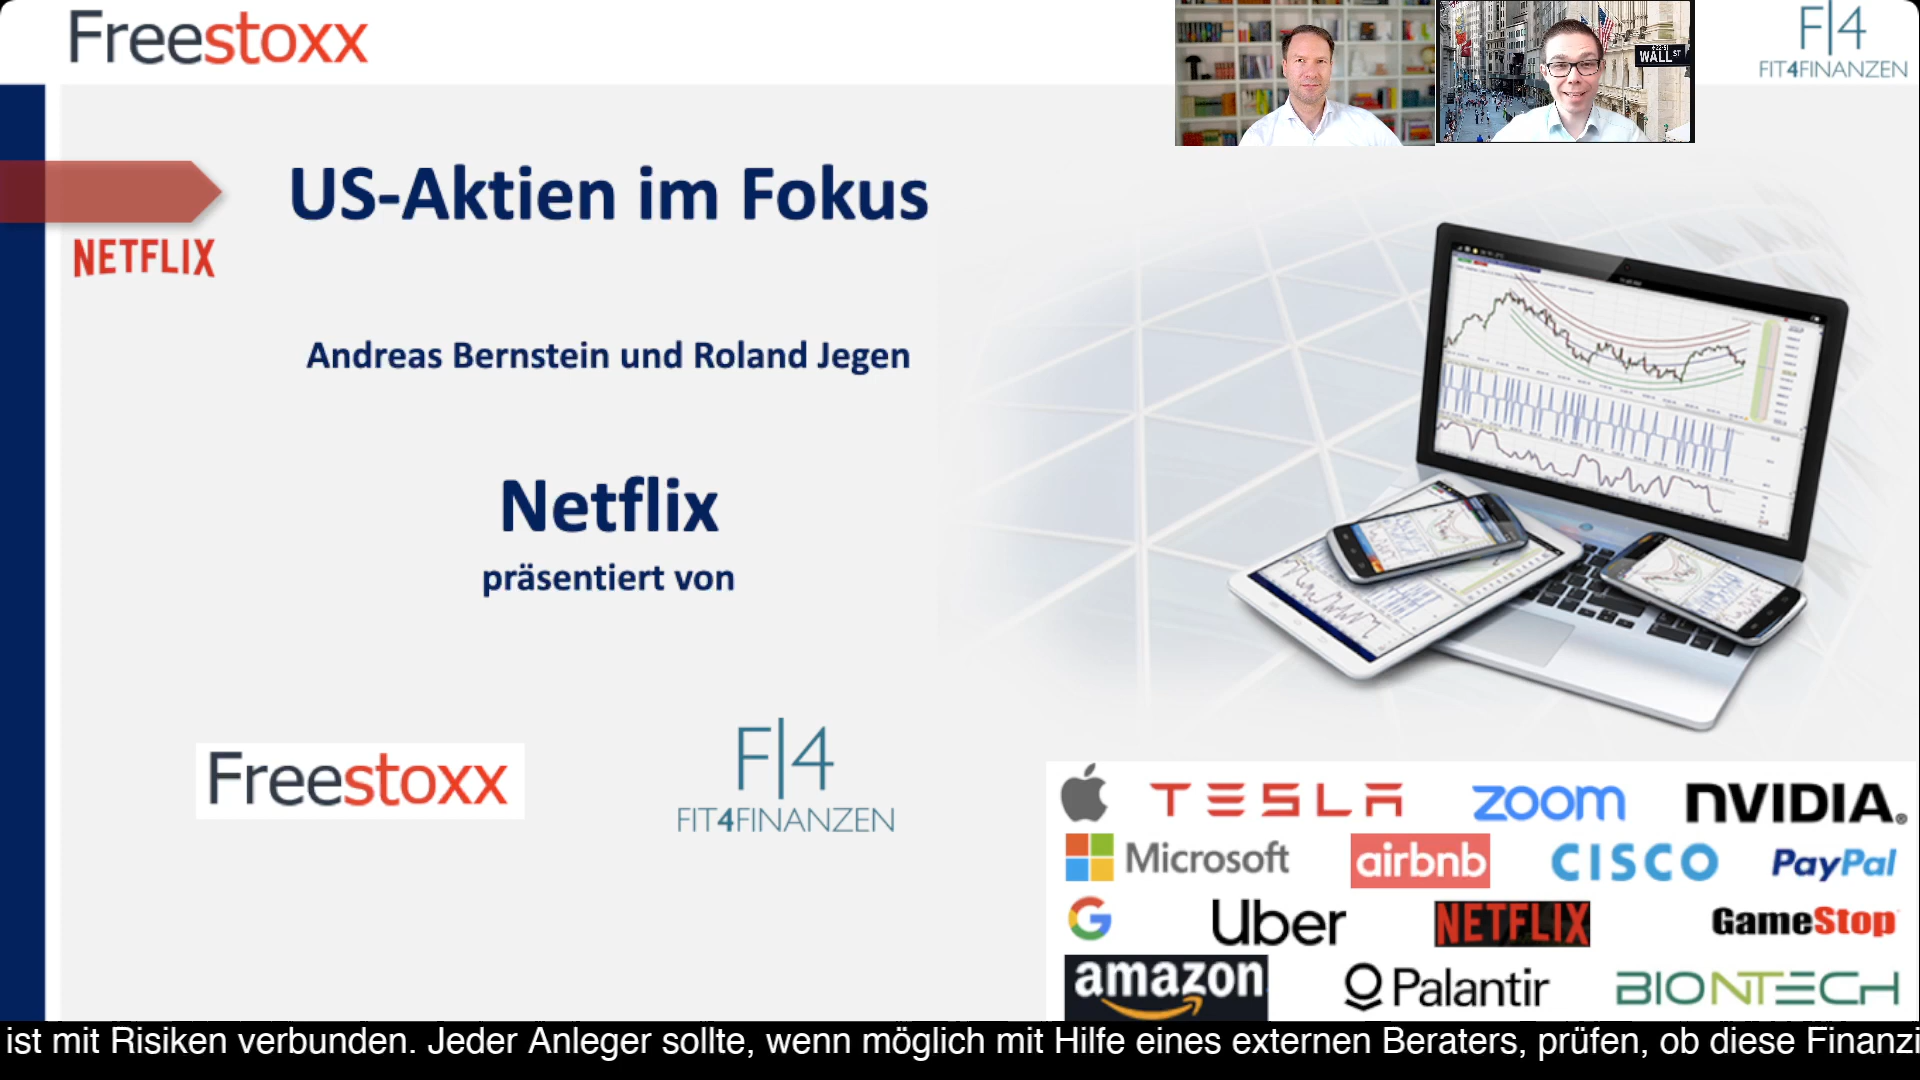 Freestoxx
WALL ST
F|4
FIT4FINANZEN
US-Aktien im Fokus
NETFLIX
Andreas Bernstein und Roland Jegen
Netflix
präsentiert von
Freestoxx
F|4
FIT4FINANZEN
TESLA
zoom
NVIDIA®
Microsoft
airbnb
CISCO
PayPal
G
Uber
NETFLIX
GameStop
amazon
Palantir
BIONTECH
ist mit Risiken verbunden. Jeder Anleger sollte, wenn möglich mit Hilfe eines externen Beraters, prüfen, ob diese Finanzi